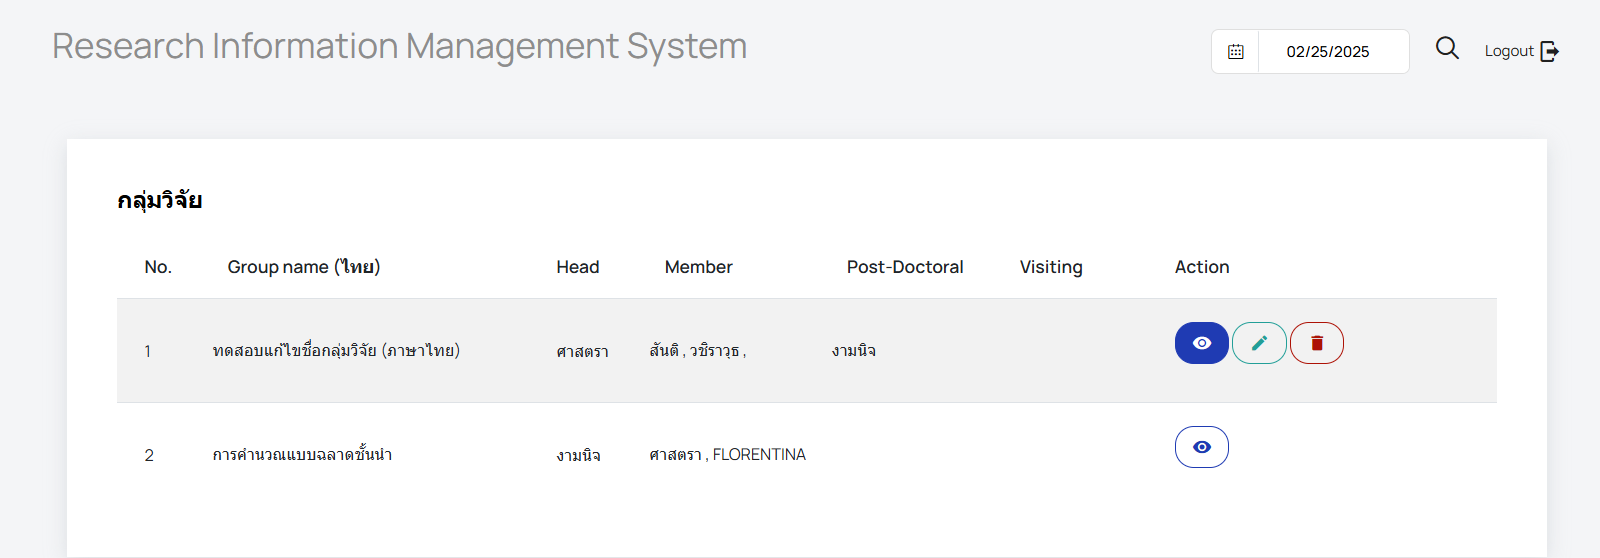 Research Information Management System
02/25/2025
Logout
กลุ่มวิจัย
No. Group name (ไทย) Head Member Post-Doctoral Visiting Action
1 ทดสอบแก้ไขชื่อกลุ่มวิจัย (ภาษาไทย) ศาสตรา สันติ , วชิราวุธ , งามนิจ
2 การคำนวณแบบฉลาดชั้นนำ งามนิจ ศาสตรา , FLORENTINA